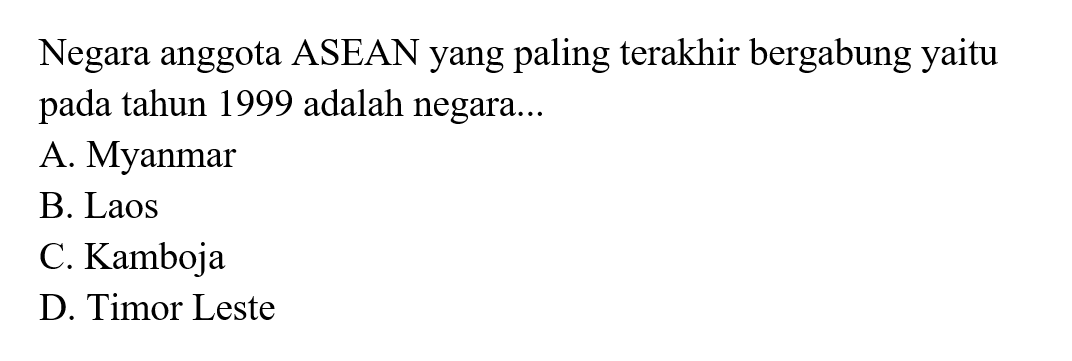 Negara anggota ASEAN yang paling terakhir bergabung yaitu
pada tahun 1999 adalah negara...
A. Myanmar
B. Laos
C. Kamboja
D. Timor Leste